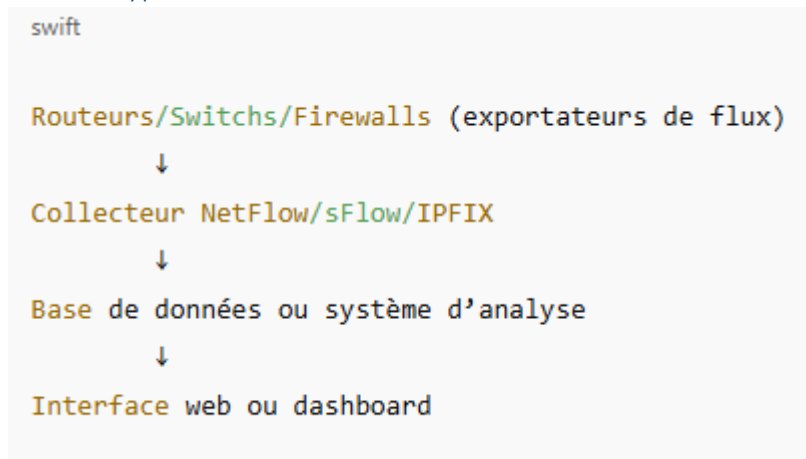 swift
Routeurs/Switchs/Firewalls (exportateurs de flux)
↓
Collecteur NetFlow/sFlow/IPFIX
↓
Base de données ou système d’analyse
↓
Interface web ou dashboard